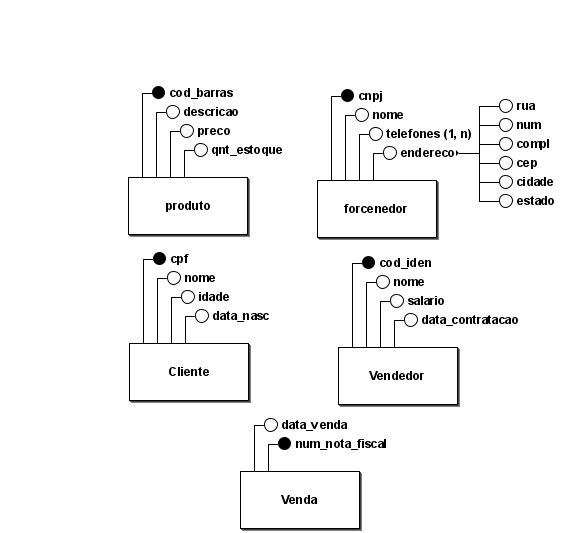 cod_barras
descricao
preco
qnt_estoque
produto
cnpj
nome
telefones (1, n)
endereco
rua
num
compl
cep
cidade
estado
forcenedor
cpf
nome
idade
data_nasc
Cliente
cod_iden
nome
salario
data_contratacao
Vendedor
data_venda
num_nota_fiscal
Venda